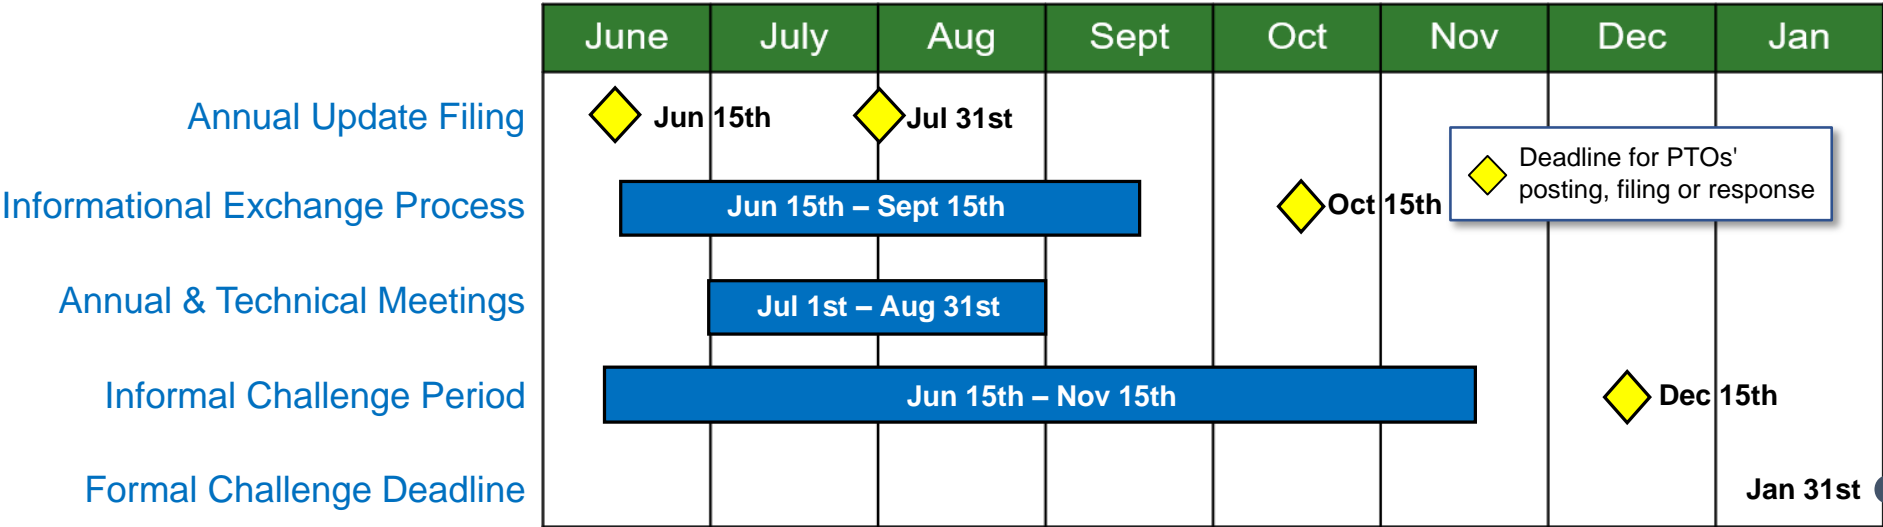 June July Aug Sept Oct Nov Dec Jan
Annual Update Filing Jun 15th Jul 31st
Deadline for PTOs'
posting, filing or response
Informational Exchange Process Jun 15th – Sept 15th Oct 15th
Annual & Technical Meetings Jul 1st – Aug 31st
Informal Challenge Period Jun 15th – Nov 15th Dec 15th
Formal Challenge Deadline Jan 31st